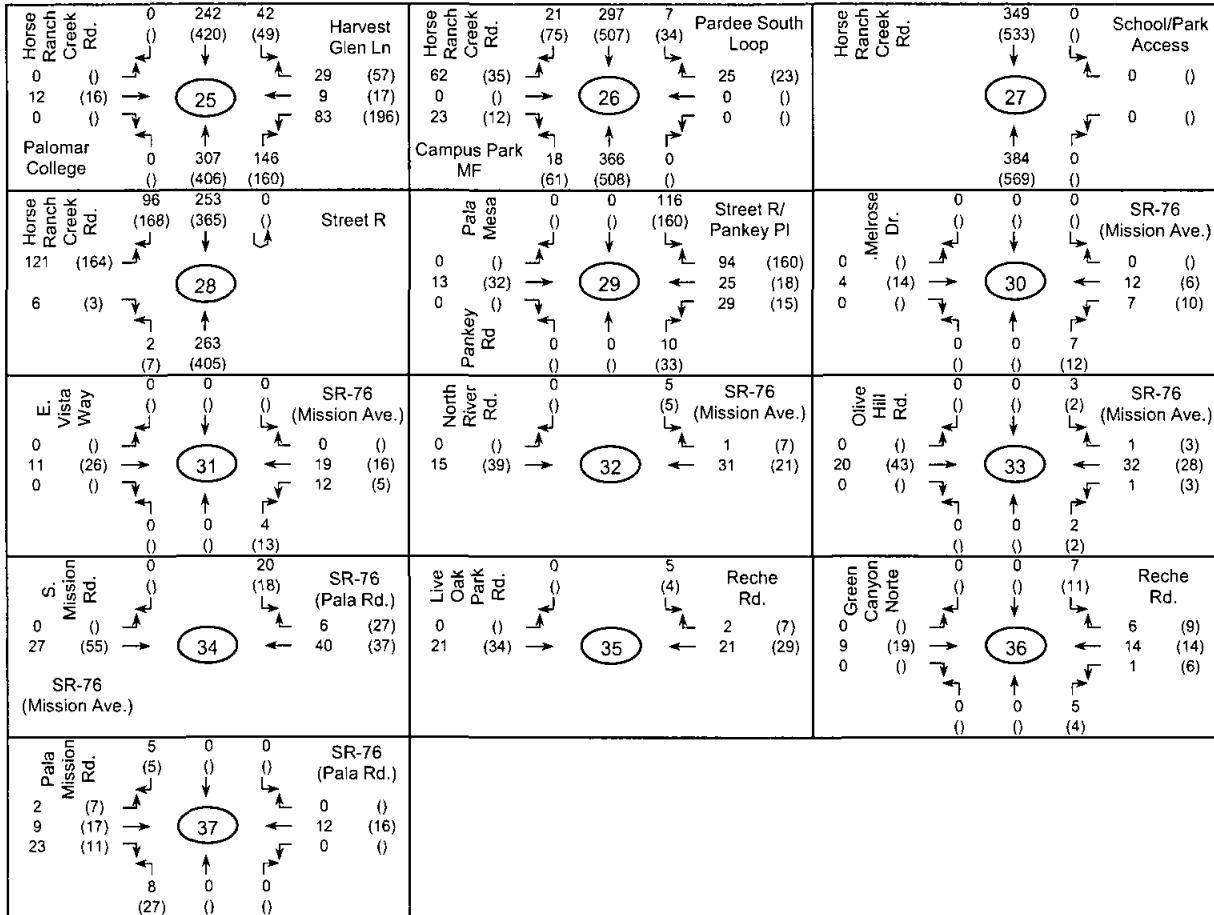 Horse Ranch Creek Rd.
0 242 42
() (420) (49)
Harvest Glen Ln
0 ()
12 (16)
0 ()
25
29 (57)
9 (17)
83 (196)
Palomar College
0 307 146
() (406) (160)
Horse Ranch Creek Rd.
21 297 7
(75) (507) (34)
Pardee South Loop
62 (35)
0 ()
23 (12)
26
25 (23)
0 ()
0 ()
Campus Park MF
18 366 0
(61) (508) ()
Horse Ranch Creek Rd.
349 0
(533) ()
School/Park Access
27
0 ()
0 ()
384 0
(569) ()
Horse Ranch Creek Rd.
96 253 0
(168) (365) ()
Street R
121 (164)
6 (3)
28
2 263
(7) (405)
Pala Mesa
0 0 116
() () (160)
Street R/ Pankey Pl
0 ()
13 (32)
0 ()
29
94 (160)
25 (18)
29 (15)
Pankey Rd
0 0 10
() () (33)
.Melrose Dr.
0 0 0
() () ()
SR-76 (Mission Ave.)
0 ()
4 (14)
0 ()
30
0 ()
12 (6)
7 (10)
0 0 7
() () (12)
E. Vista Way
0 0 0
() () ()
SR-76 (Mission Ave.)
0 ()
11 (26)
0 ()
31
0 ()
19 (16)
12 (5)
0 0 4
() () (13)
North River Rd.
0 5
() (5)
SR-76 (Mission Ave.)
0 ()
15 (39)
32
1 (7)
31 (21)
Olive Hill Rd.
0 0 3
() () (2)
SR-76 (Mission Ave.)
0 ()
20 (43)
0 ()
33
1 (3)
32 (28)
1 (3)
0 0 2
() () (2)
S. Mission Rd.
0 20
() (18)
SR-76 (Pala Rd.)
0 ()
27 (55)
34
6 (27)
40 (37)
SR-76 (Mission Ave.)
Live Oak Park Rd.
0 5
() (4)
Reche Rd.
0 ()
21 (34)
35
2 (7)
21 (29)
Green Canyon Norte
0 0 7
() () (11)
Reche Rd.
0 ()
9 (19)
0 ()
36
6 (9)
14 (14)
1 (6)
0 0 5
() () (4)
Pala Mission Rd.
5 0 0
(5) () ()
SR-76 (Pala Rd.)
2 (7)
9 (17)
23 (11)
37
0 ()
12 (16)
0 ()
8 0 0
(27) () ()